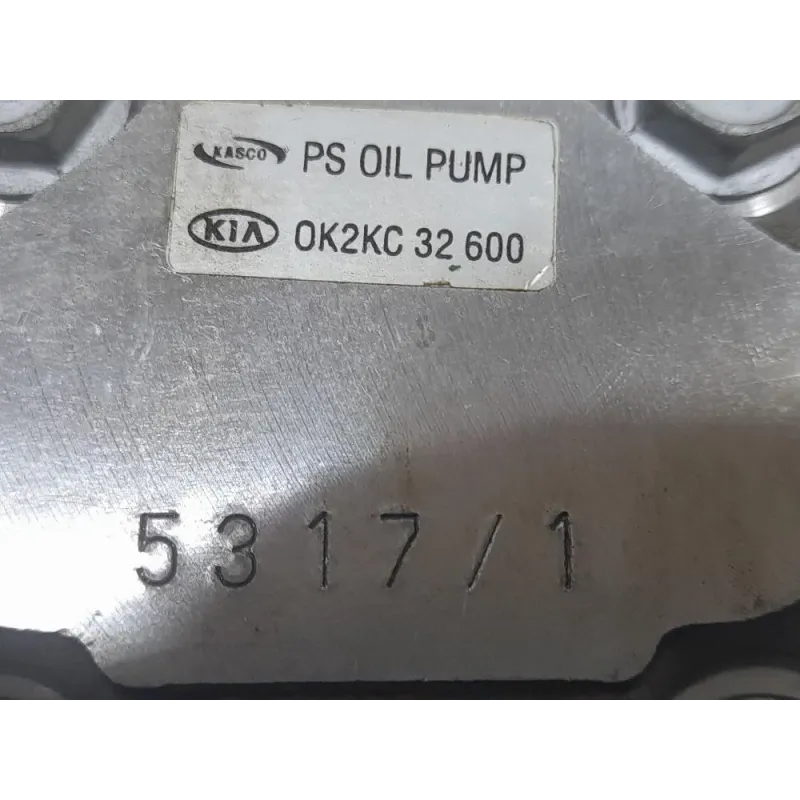 KASCO PS OIL PUMP
KIA 0K2KC 32 600
5317/1